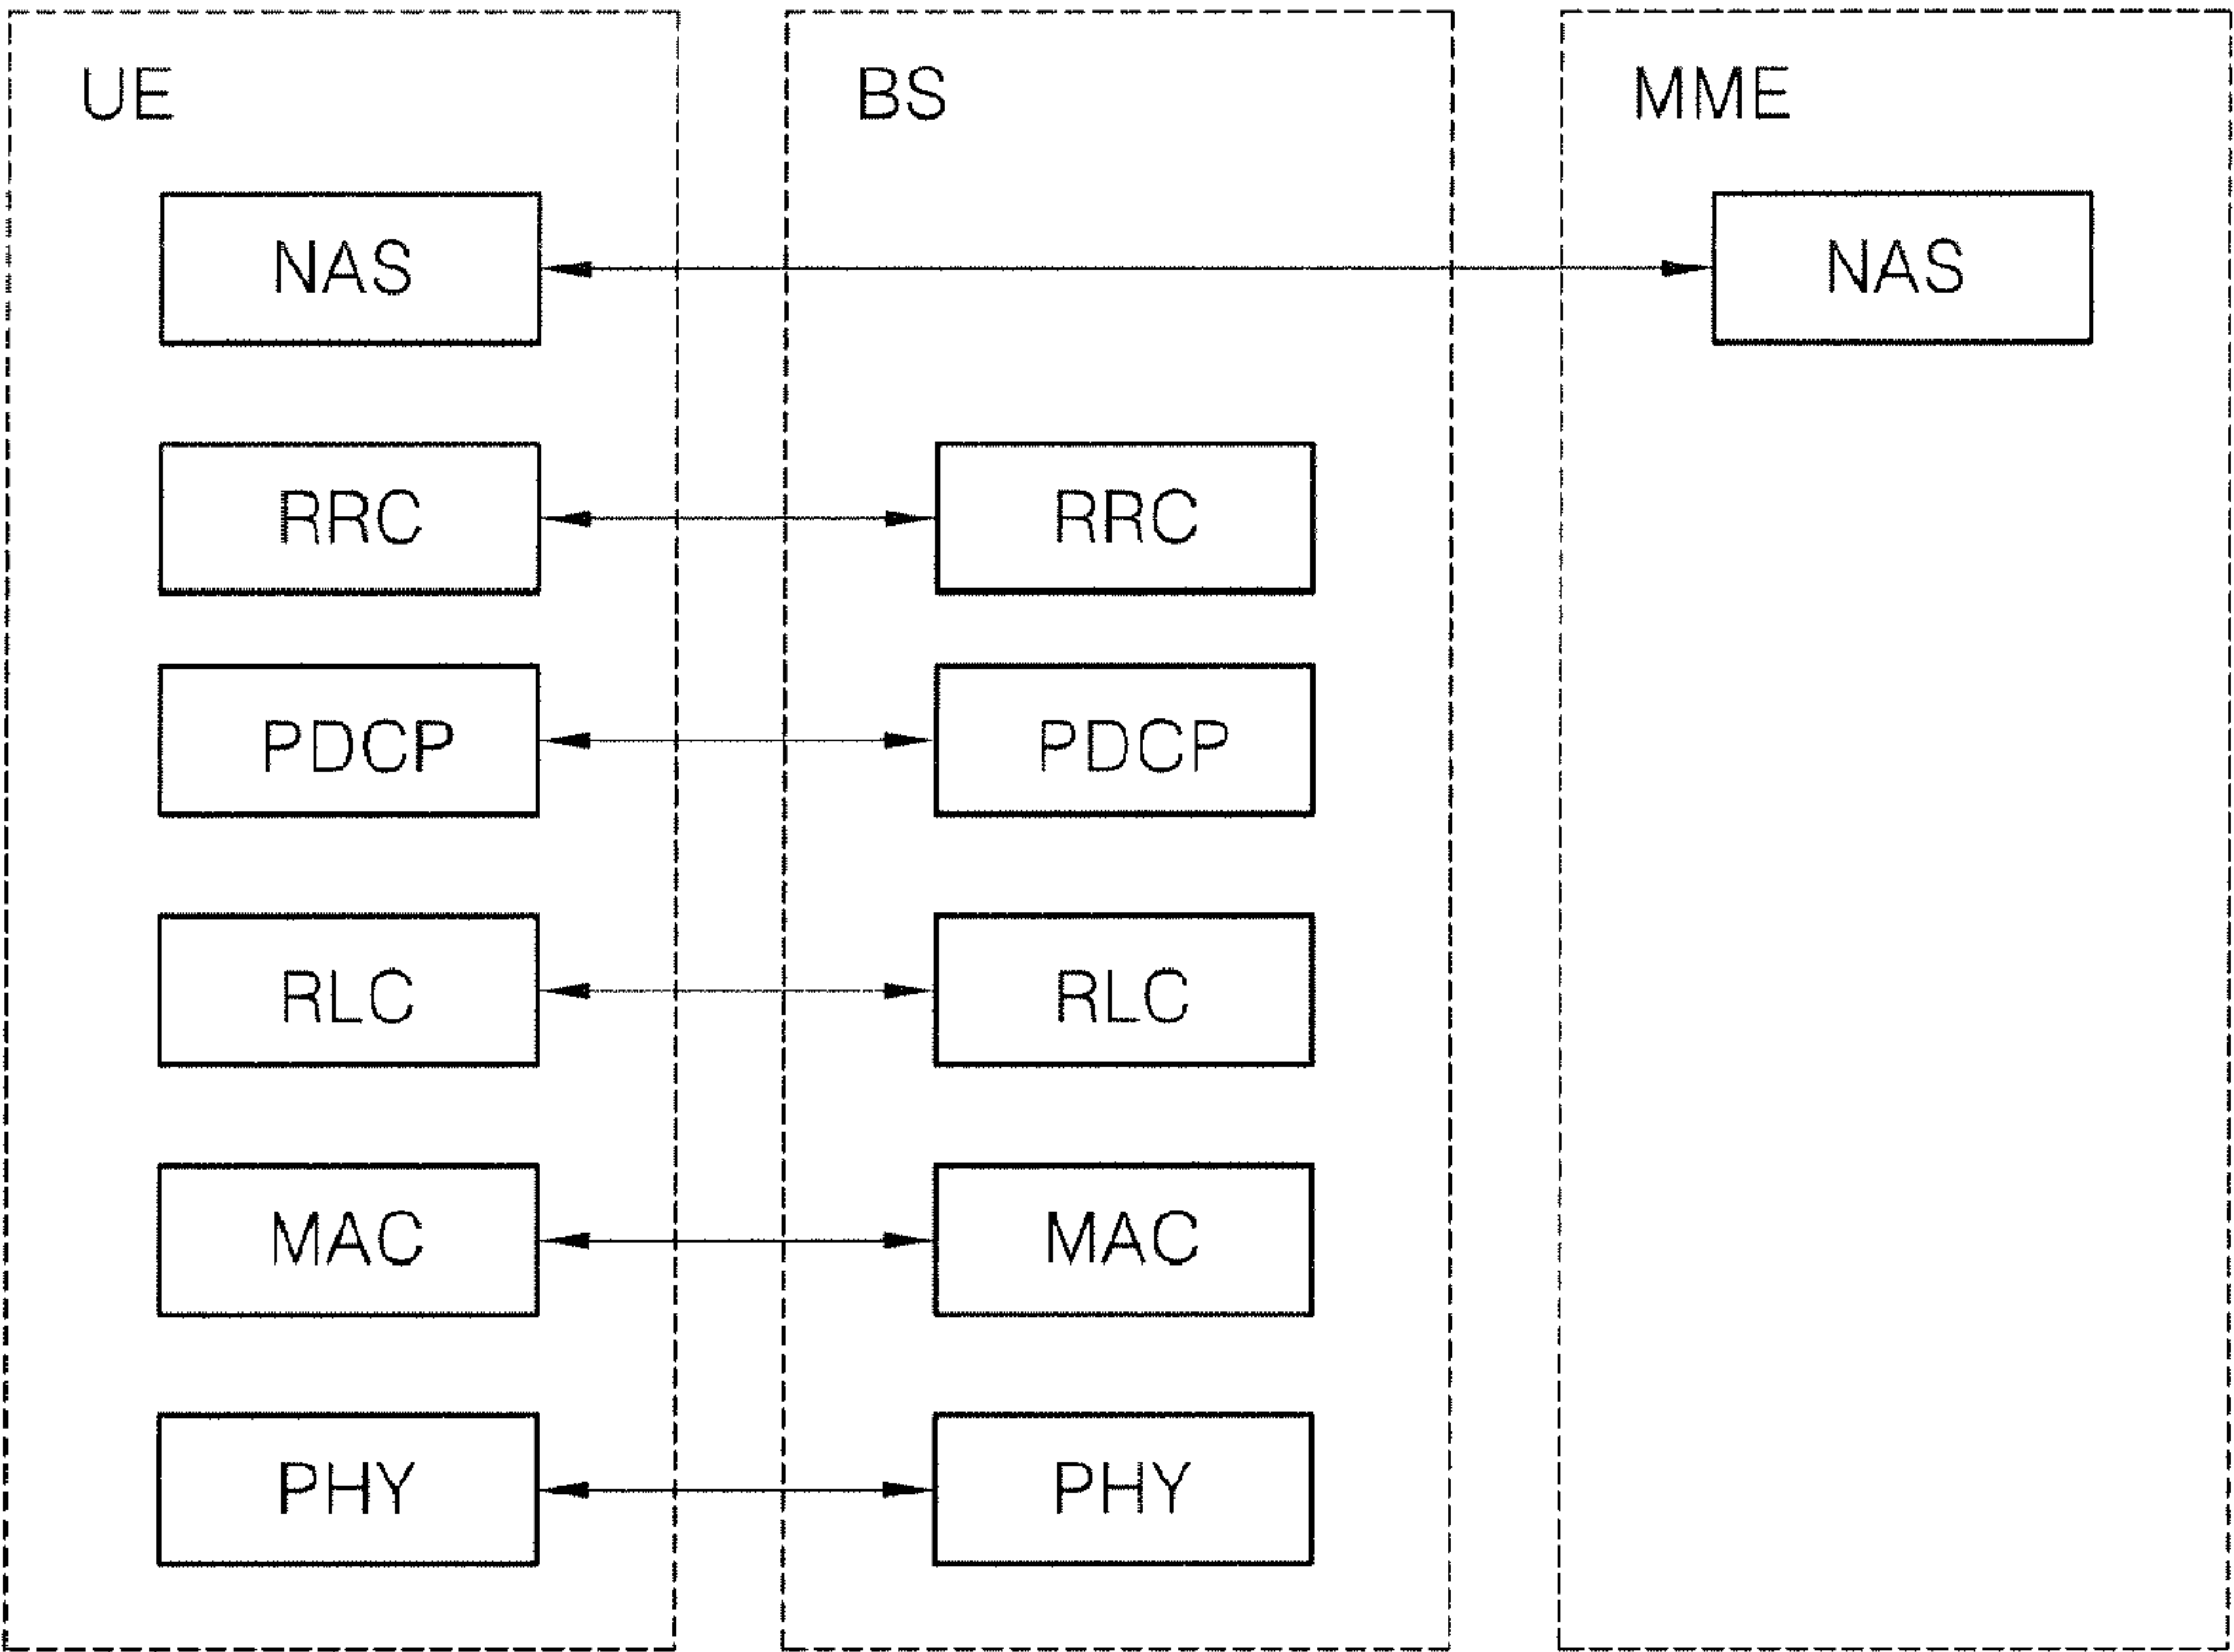 UE BS MME
NAS NAS
RRC RRC
PDCP PDCP
RLC RLC
MAC MAC
PHY PHY